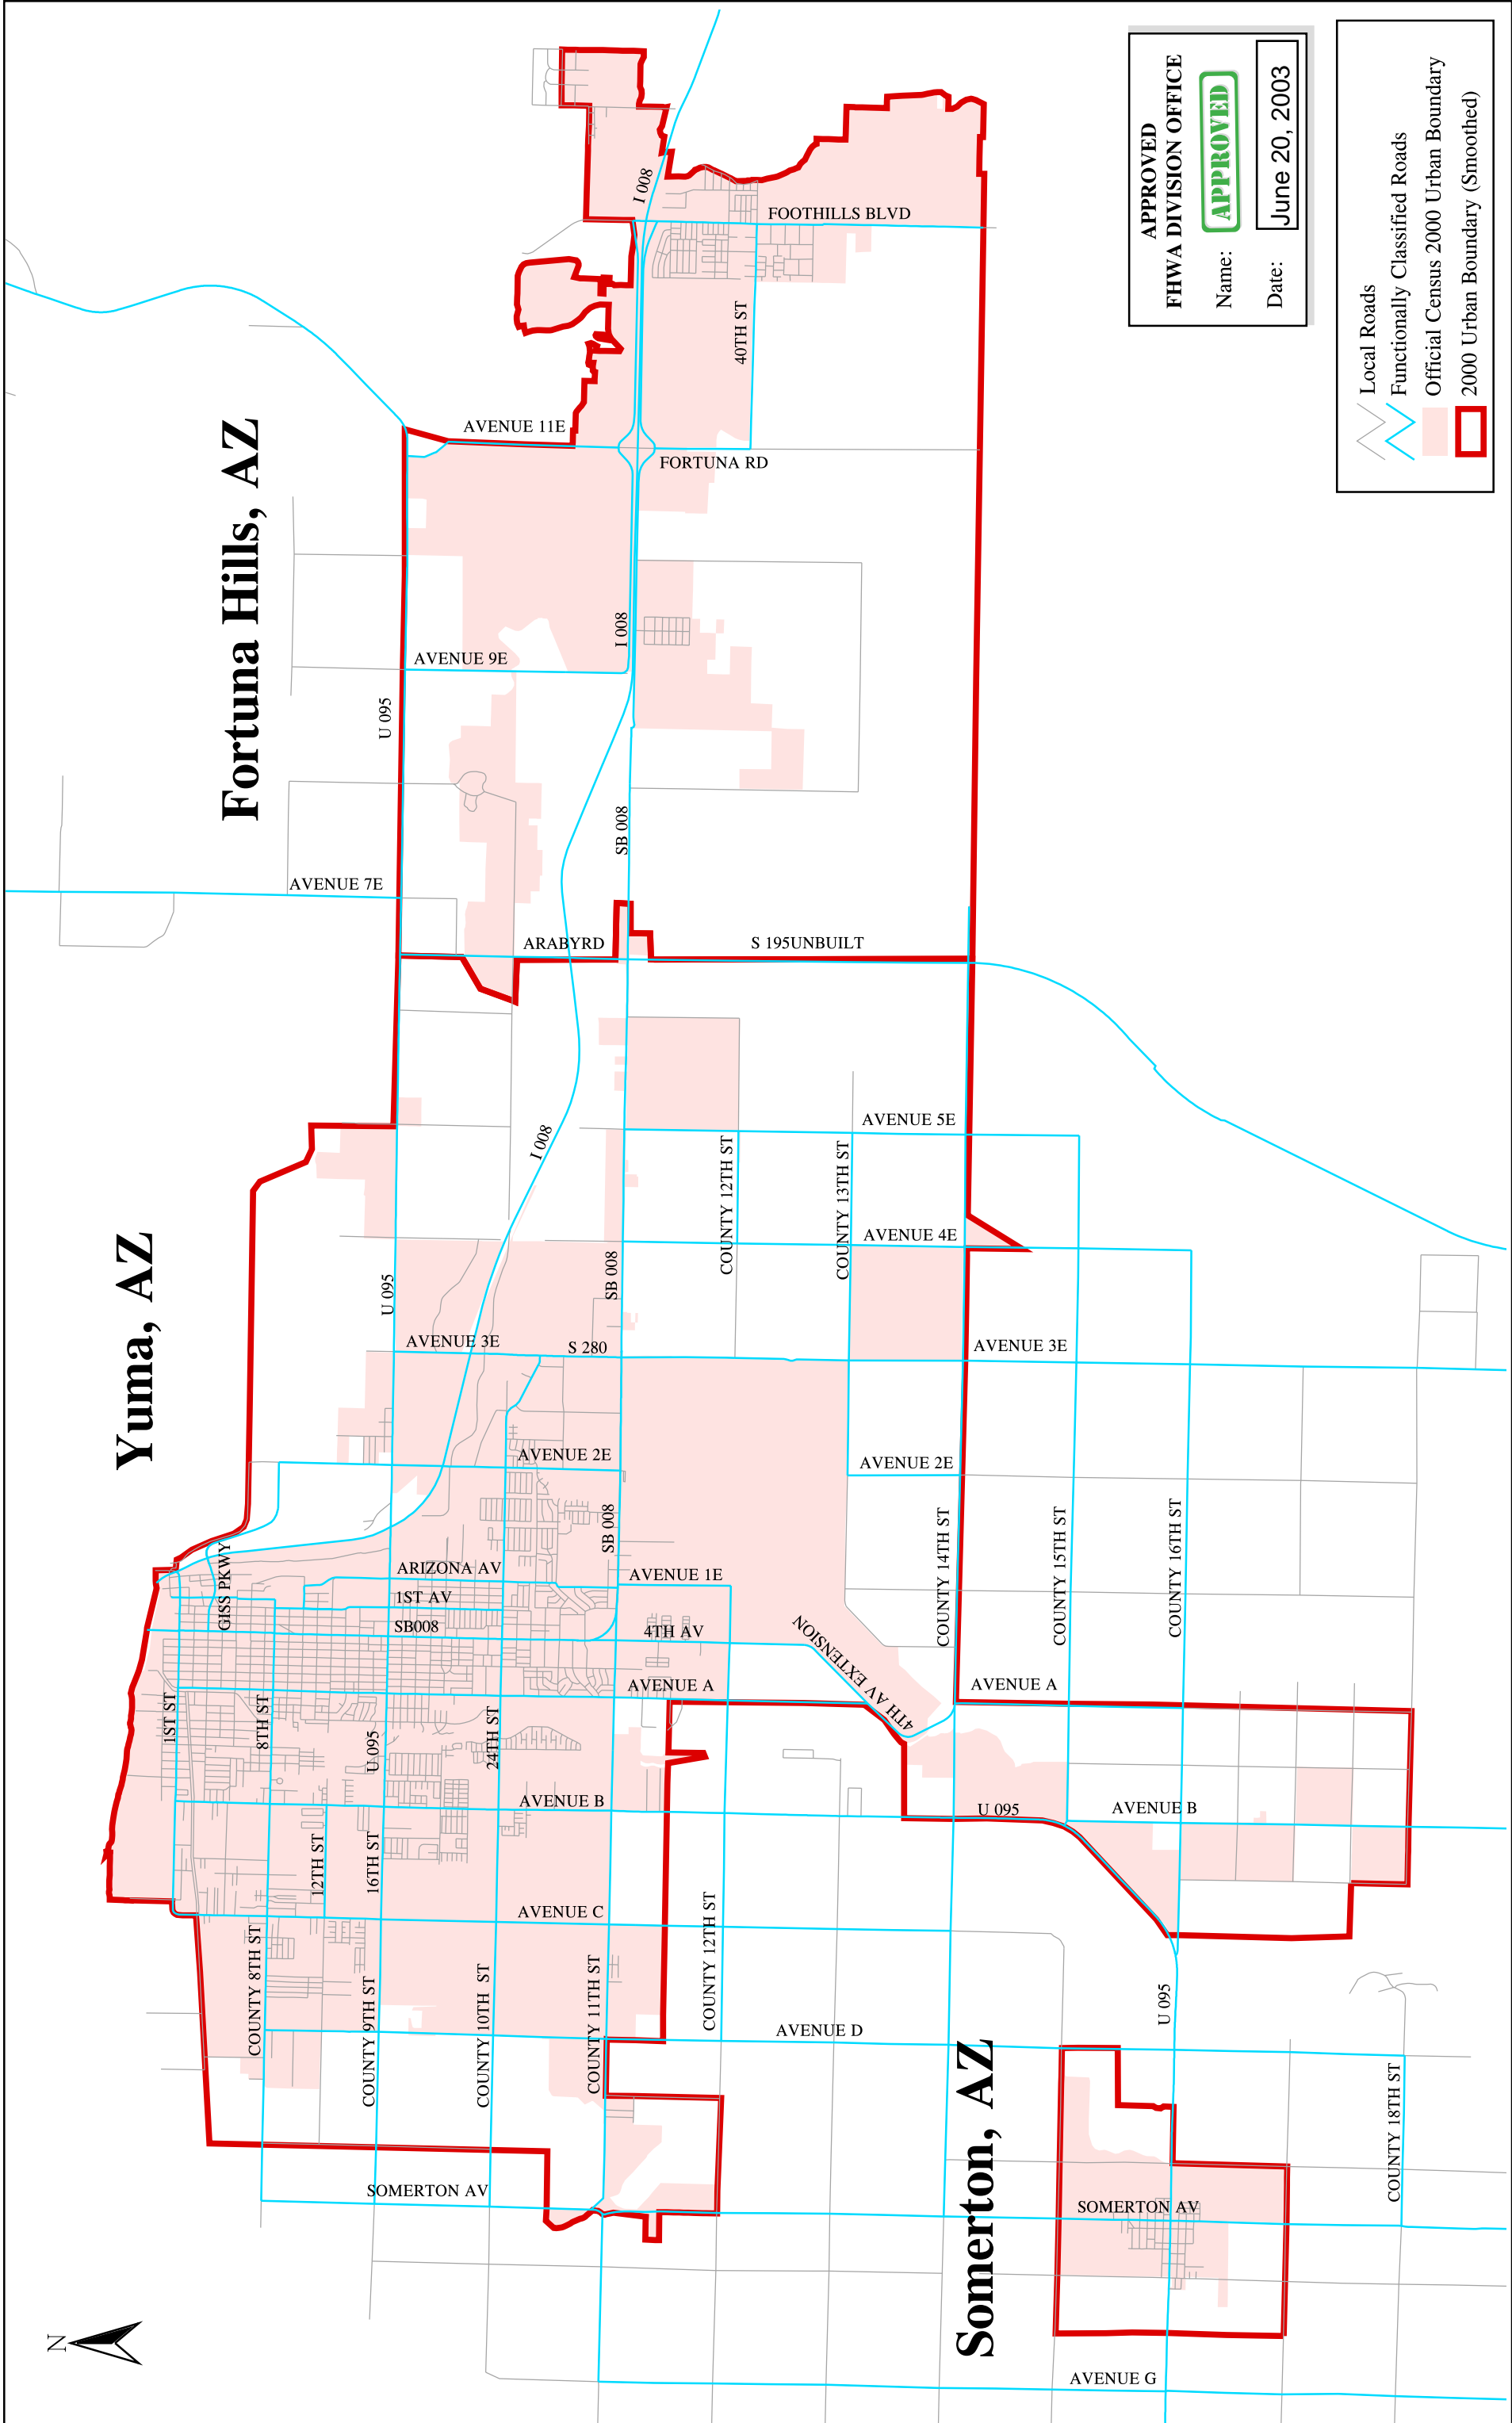 Fortuna Hills, AZ
Yuma, AZ
Somerton, AZ
N
APPROVED
FHWA DIVISION OFFICE
Name:
APPROVED
Date:
June 20, 2003
Local Roads
Functionally Classified Roads
Official Census 2000 Urban Boundary
2000 Urban Boundary (Smoothed)
I 008
FOOTHILLS BLVD
40TH ST
AVENUE 11E
FORTUNA RD
I 008
AVENUE 9E
U 095
SB 008
AVENUE 7E
ARABYRD
S 195UNBUILT
I 008
AVENUE 5E
COUNTY 12TH ST
COUNTY 13TH ST
AVENUE 4E
U 095
SB 008
AVENUE 3E
S 280
AVENUE 3E
AVENUE 2E
AVENUE 2E
SB 008
COUNTY 14TH ST
COUNTY 15TH ST
COUNTY 16TH ST
GISS PKWY
ARIZONA AV
AVENUE 1E
1ST AV
SB008
4TH AV
4TH AV EXTENSION
AVENUE A
AVENUE A
1ST ST
8TH ST
U 095
24TH ST
AVENUE B
U 095
AVENUE B
12TH ST
16TH ST
AVENUE C
COUNTY 8TH ST
COUNTY 9TH ST
COUNTY 10TH ST
COUNTY 11TH ST
COUNTY 12TH ST
AVENUE D
U 095
COUNTY 18TH ST
SOMERTON AV
SOMERTON AV
AVENUE G